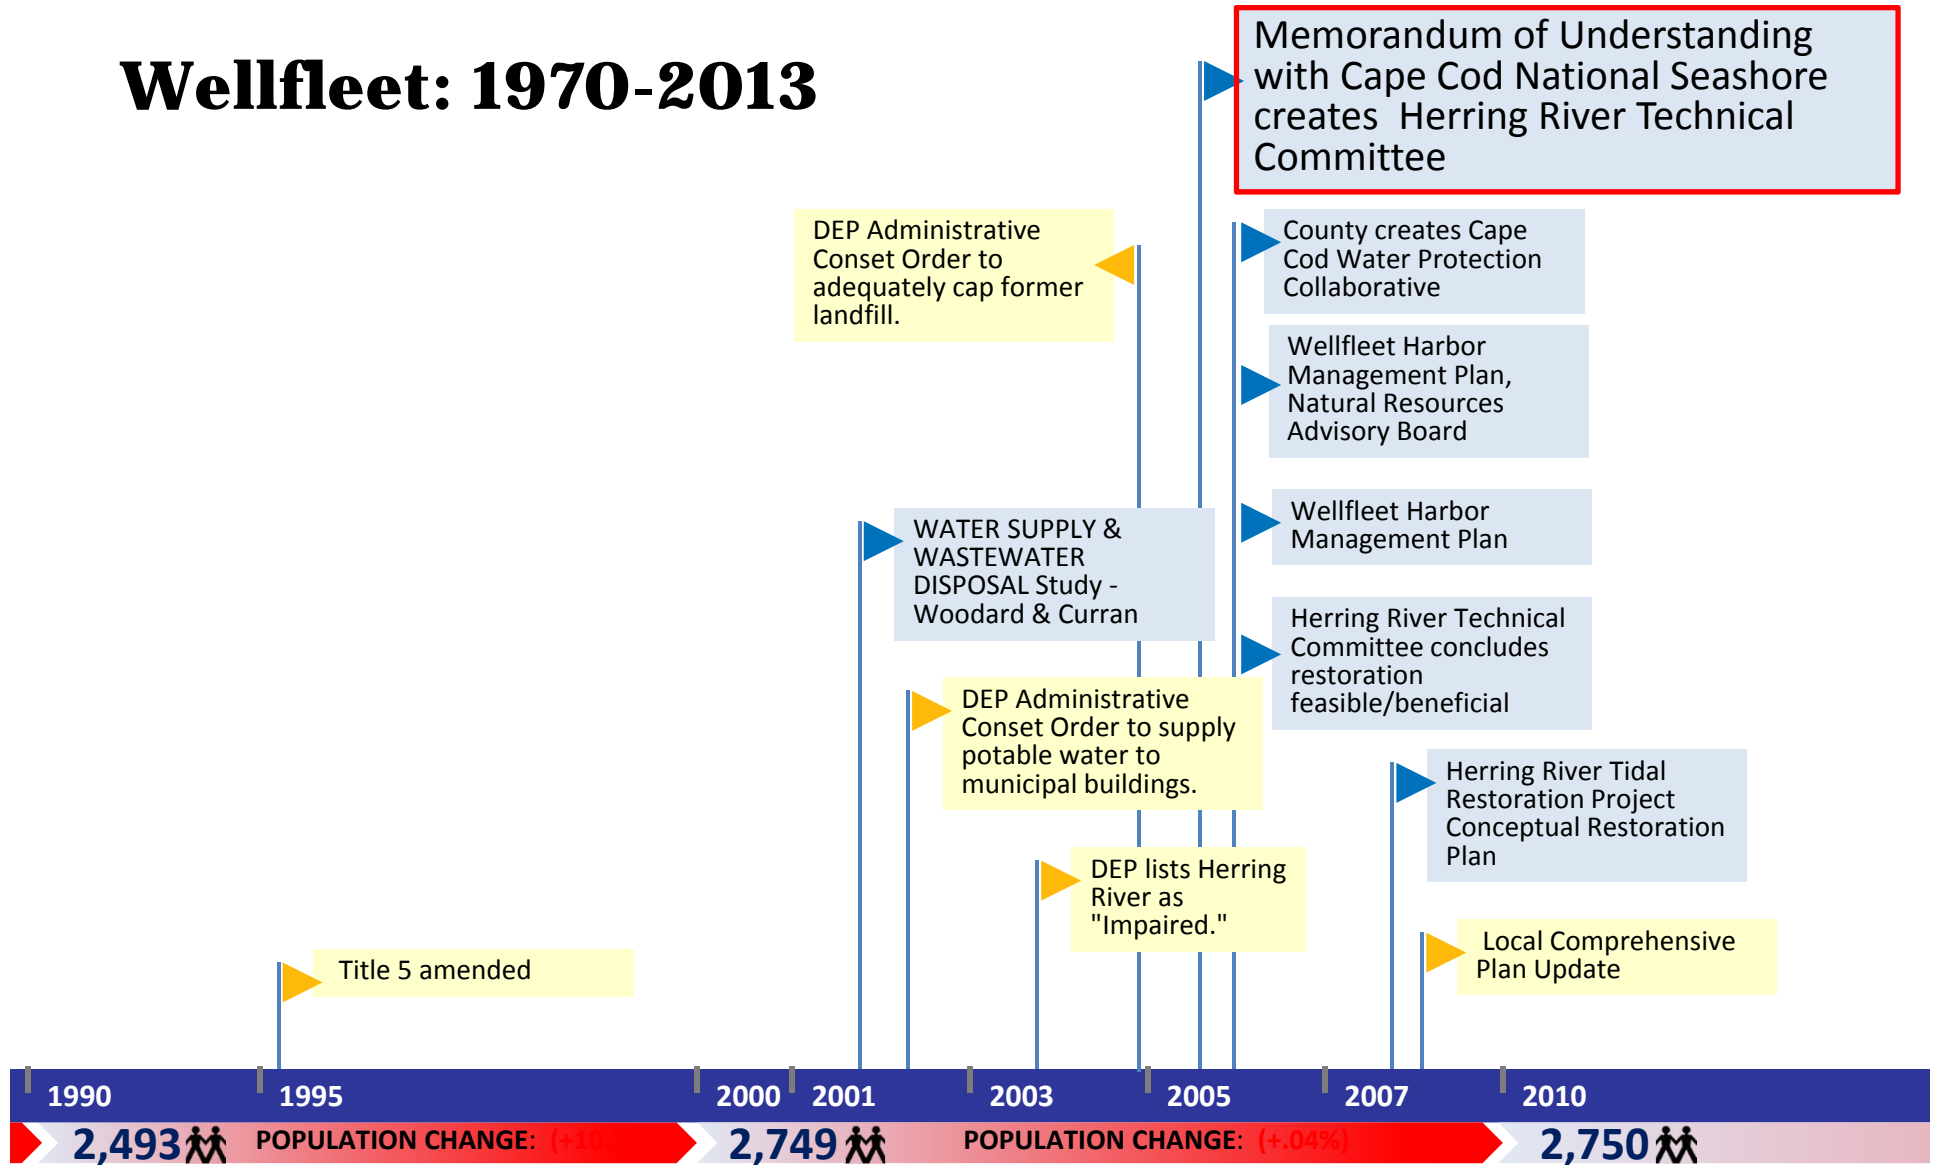 Wellfleet: 1970-2013
Memorandum of Understanding
with Cape Cod National Seashore
creates Herring River Technical
Committee
DEP Administrative
Conset Order to
adequately cap former
landfill.
County creates Cape
Cod Water Protection
Collaborative
Wellfleet Harbor
Management Plan,
Natural Resources
Advisory Board
Wellfleet Harbor
Management Plan
WATER SUPPLY &
WASTEWATER
DISPOSAL Study -
Woodard & Curran
Herring River Technical
Committee concludes
restoration
feasible/beneficial
DEP Administrative
Conset Order to supply
potable water to
municipal buildings.
Herring River Tidal
Restoration Project
Conceptual Restoration
Plan
DEP lists Herring
River as
"Impaired."
Local Comprehensive
Plan Update
Title 5 amended
1990 1995 2000 2001 2003 2005 2007 2010
2,493 POPULATION CHANGE: 2,749 POPULATION CHANGE: (+.04%) 2,750